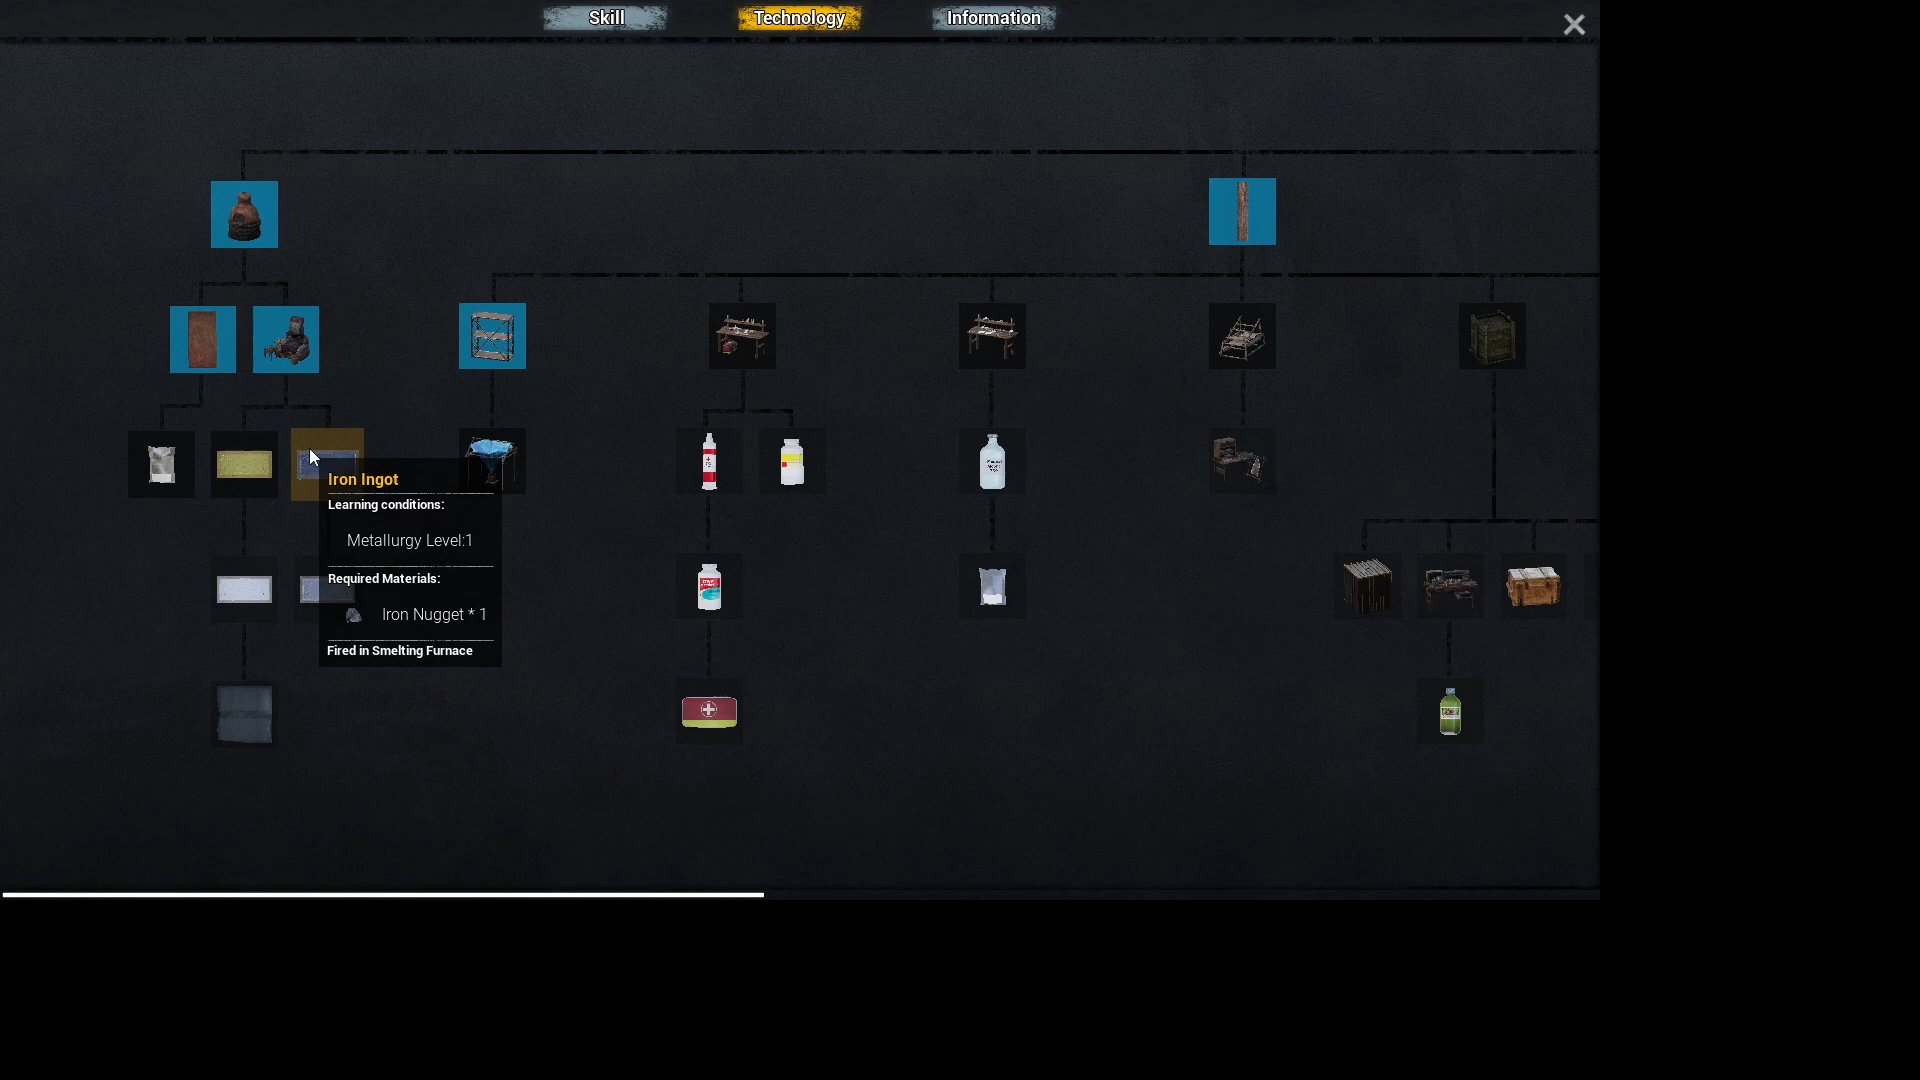 Skill
Technology
Information
Iron Ingot
Learning conditions:
Metallurgy Level:1
Required Materials:
Iron Nugget * 1
Fired in Smelting Furnace